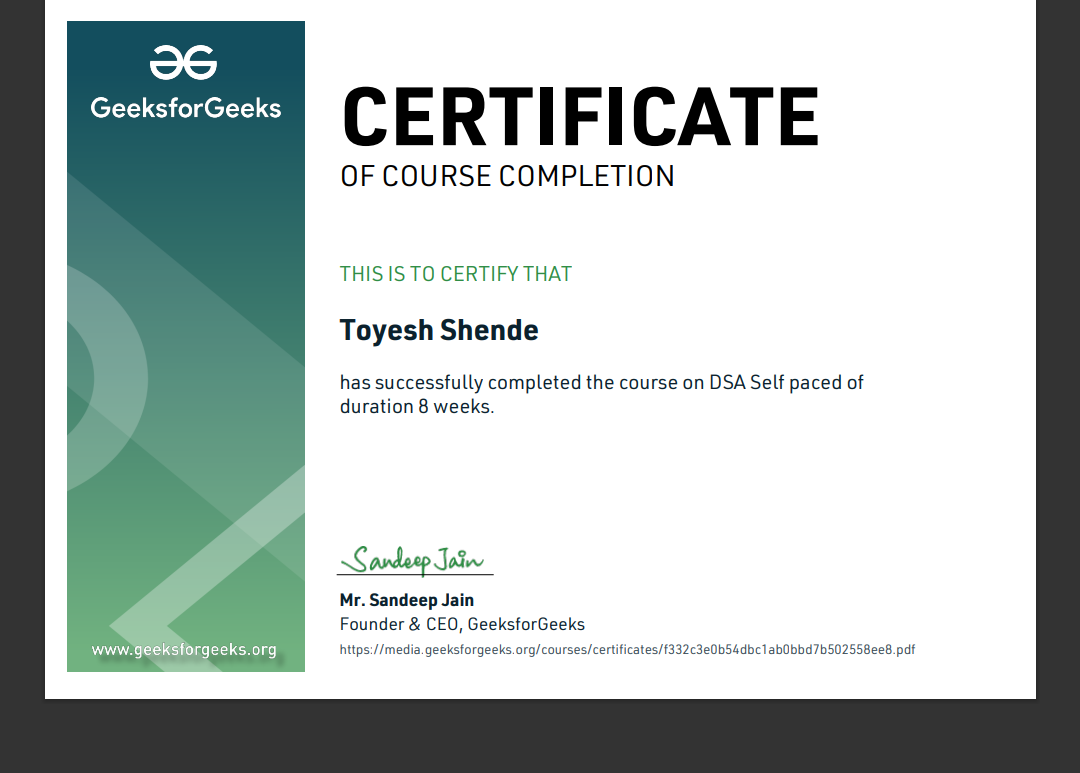 GeeksforGeeks
CERTIFICATE
OF COURSE COMPLETION
THIS IS TO CERTIFY THAT
Toyesh Shende
has successfully completed the course on DSA Self paced of
duration 8 weeks.
Sandeep Jain
Mr. Sandeep Jain
Founder & CEO, GeeksforGeeks
https://media.geeksforgeeks.org/courses/certificates/f332c3e0b54dbc1ab0bbd7b502558ee8.pdf
www.geeksforgeeks.org